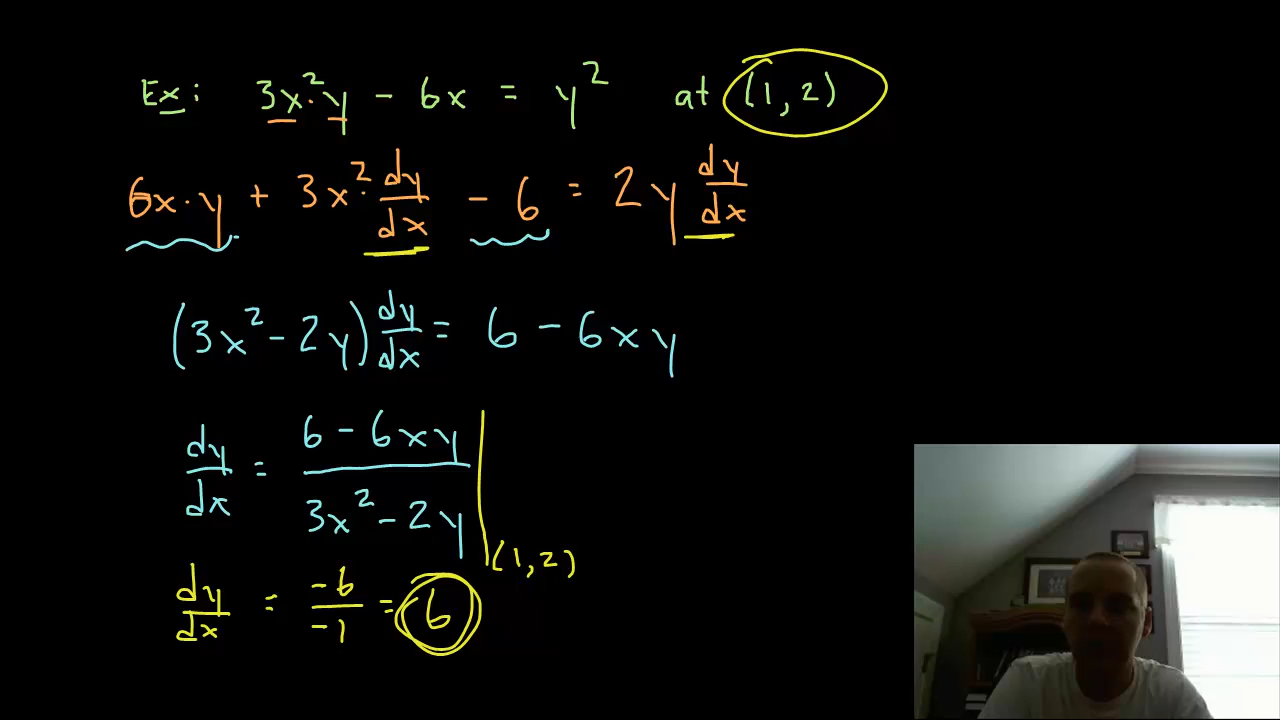 Ex: 3x²·y - 6x = y² at (1, 2)
6x·y + 3x²·dy/dx - 6 = 2y dy/dx
(3x² - 2y) dy/dx = 6 - 6xy
dy/dx = (6 - 6xy)/(3x² - 2y) |(1, 2)
dy/dx = -6/-1 = 6